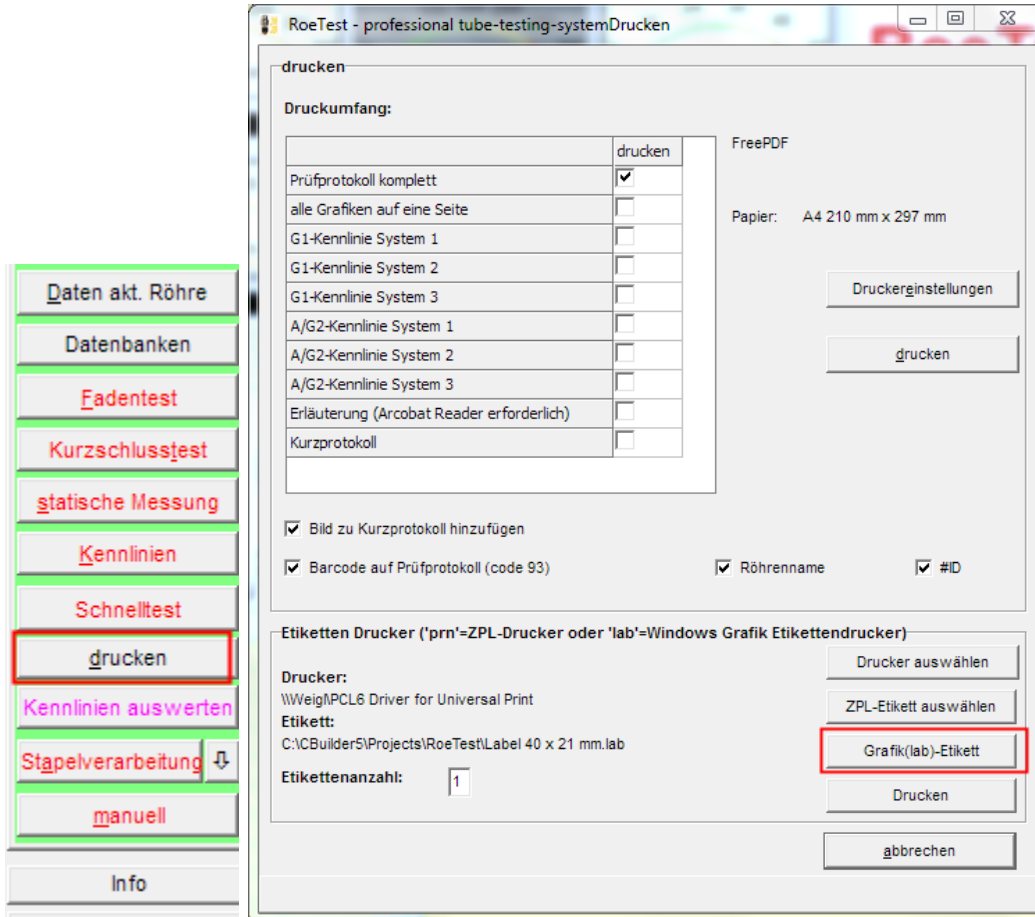 Daten akt. Röhre
Datenbanken
Fadentest
Kurzschlusstest
statische Messung
Kennlinien
Schnelltest
drucken
Kennlinien auswerten
Stapelverarbeitung
manuell
Info
RoeTest - professional tube-testing-systemDrucken
drucken
Druckumfang:
drucken
Prüfprotokoll komplett
alle Grafiken auf eine Seite
G1-Kennlinie System 1
G1-Kennlinie System 2
G1-Kennlinie System 3
A/G2-Kennlinie System 1
A/G2-Kennlinie System 2
A/G2-Kennlinie System 3
Erläuterung (Arcobat Reader erforderlich)
Kurzprotokoll
FreePDF
Papier: A4 210 mm x 297 mm
Druckereinstellungen
drucken
Bild zu Kurzprotokoll hinzufügen
Barcode auf Prüfprotokoll (code 93) Röhrenname #ID
Etiketten Drucker ('prn'=ZPL-Drucker oder 'lab'=Windows Grafik Etikettendrucker)
Drucker:
\\Weigl\PCL6 Driver for Universal Print
Etikett:
C:\CBuilder5\Projects\RoeTest\Label 40 x 21 mm.lab
Etikettenanzahl: 1
Drucker auswählen
ZPL-Etikett auswählen
Grafik(lab)-Etikett
Drucken
abbrechen